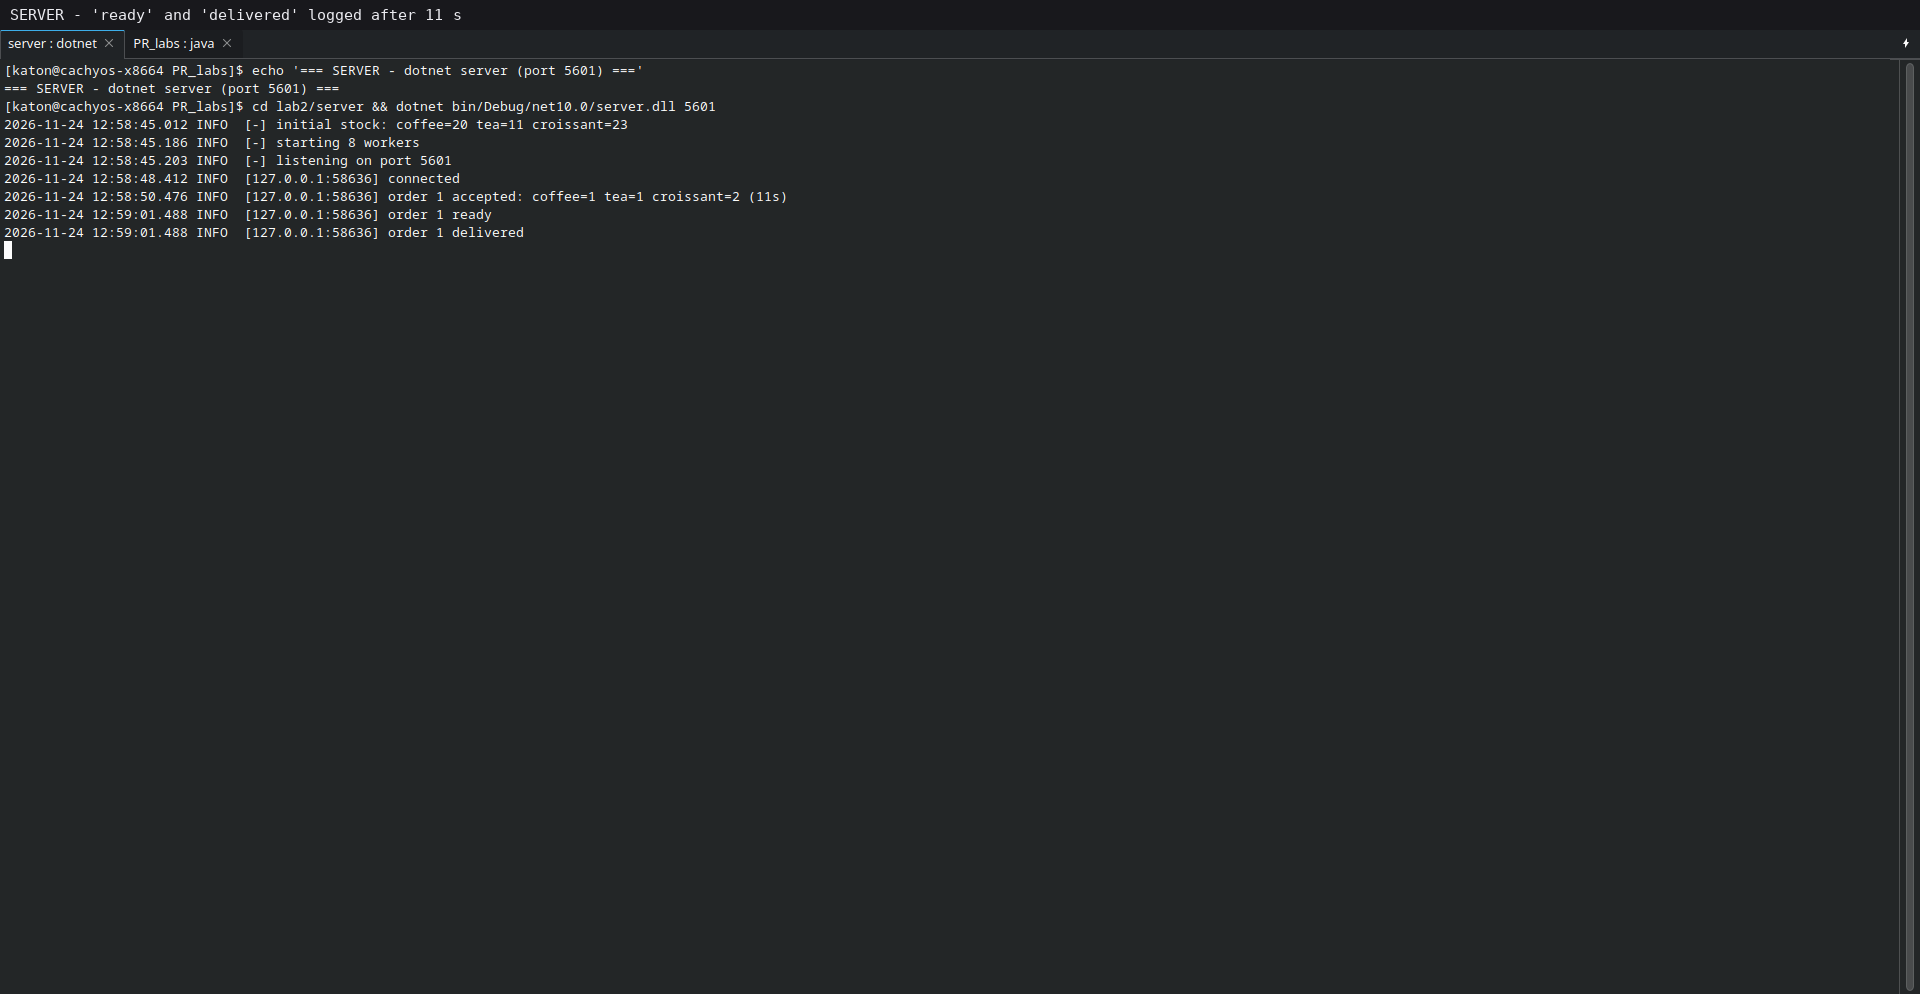 SERVER - 'ready' and 'delivered' logged after 11 s
server : dotnet PR_labs : java
[katon@cachyos-x8664 PR_labs]$ echo '=== SERVER - dotnet server (port 5601) ==='
=== SERVER - dotnet server (port 5601) ===
[katon@cachyos-x8664 PR_labs]$ cd lab2/server && dotnet bin/Debug/net10.0/server.dll 5601
2026-11-24 12:58:45.012 INFO  [-] initial stock: coffee=20 tea=11 croissant=23
2026-11-24 12:58:45.186 INFO  [-] starting 8 workers
2026-11-24 12:58:45.203 INFO  [-] listening on port 5601
2026-11-24 12:58:48.412 INFO  [127.0.0.1:58636] connected
2026-11-24 12:58:50.476 INFO  [127.0.0.1:58636] order 1 accepted: coffee=1 tea=1 croissant=2 (11s)
2026-11-24 12:59:01.488 INFO  [127.0.0.1:58636] order 1 ready
2026-11-24 12:59:01.488 INFO  [127.0.0.1:58636] order 1 delivered